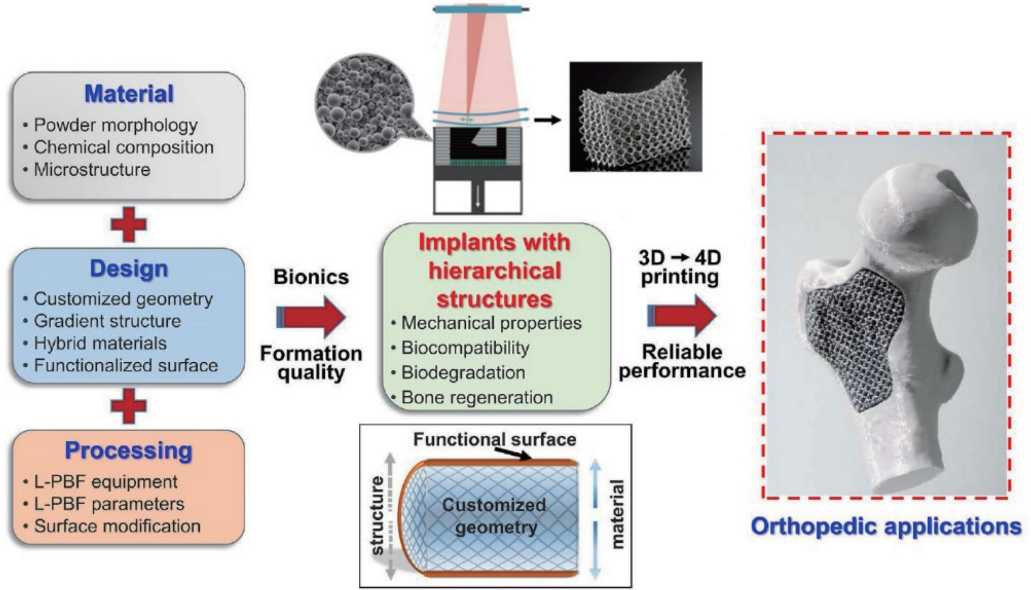 Material
• Powder morphology
• Chemical composition
• Microstructure
Design
• Customized geometry
• Gradient structure
• Hybrid materials
• Functionalized surface
Processing
• L-PBF equipment
• L-PBF parameters
• Surface modification
Bionics
Formation
quality
Implants with
hierarchical
structures
• Mechanical properties
• Biocompatibility
• Biodegradation
• Bone regeneration
Functional surface
structure
Customized
geometry
material
3D → 4D
printing
Reliable
performance
Orthopedic applications